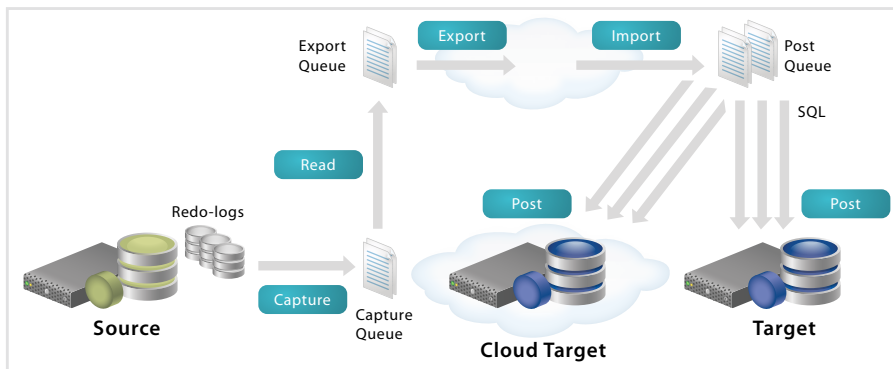 Export
Queue
Export
Import
Post
Queue
SQL
Read
Redo-logs
Post
Post
Capture
Capture
Queue
Source
Cloud Target
Target